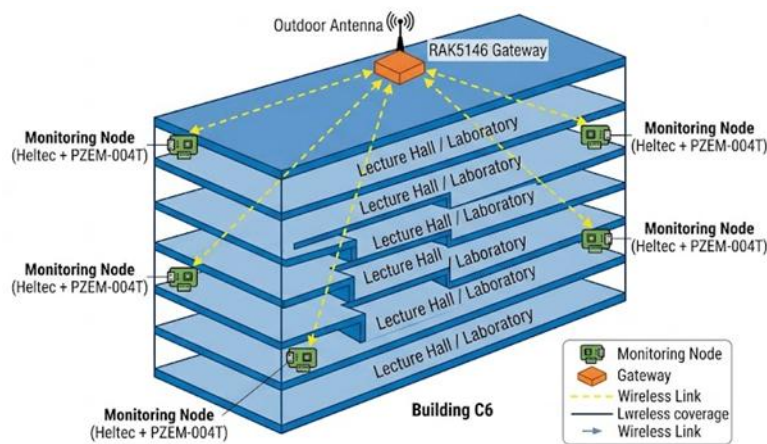 Outdoor Antenna
RAK5146 Gateway
Monitoring Node
(Heltec + PZEM-004T)
Monitoring Node
(Heltec + PZEM-004T)
Lecture Hall / Laboratory
Lecture Hall / Laboratory
Lecture Hall / Laboratory
Lecture Hall / Laboratory
Lecture Hall / Laboratory
Lecture Hall / Laboratory
Monitoring Node
(Heltec + PZEM-004T)
Monitoring Node
(Heltec + PZEM-004T)
Monitoring Node
(Heltec + PZEM-004T)
Building C6
Monitoring Node
Gateway
Wireless Link
Lwreless coverage
Wireless Link